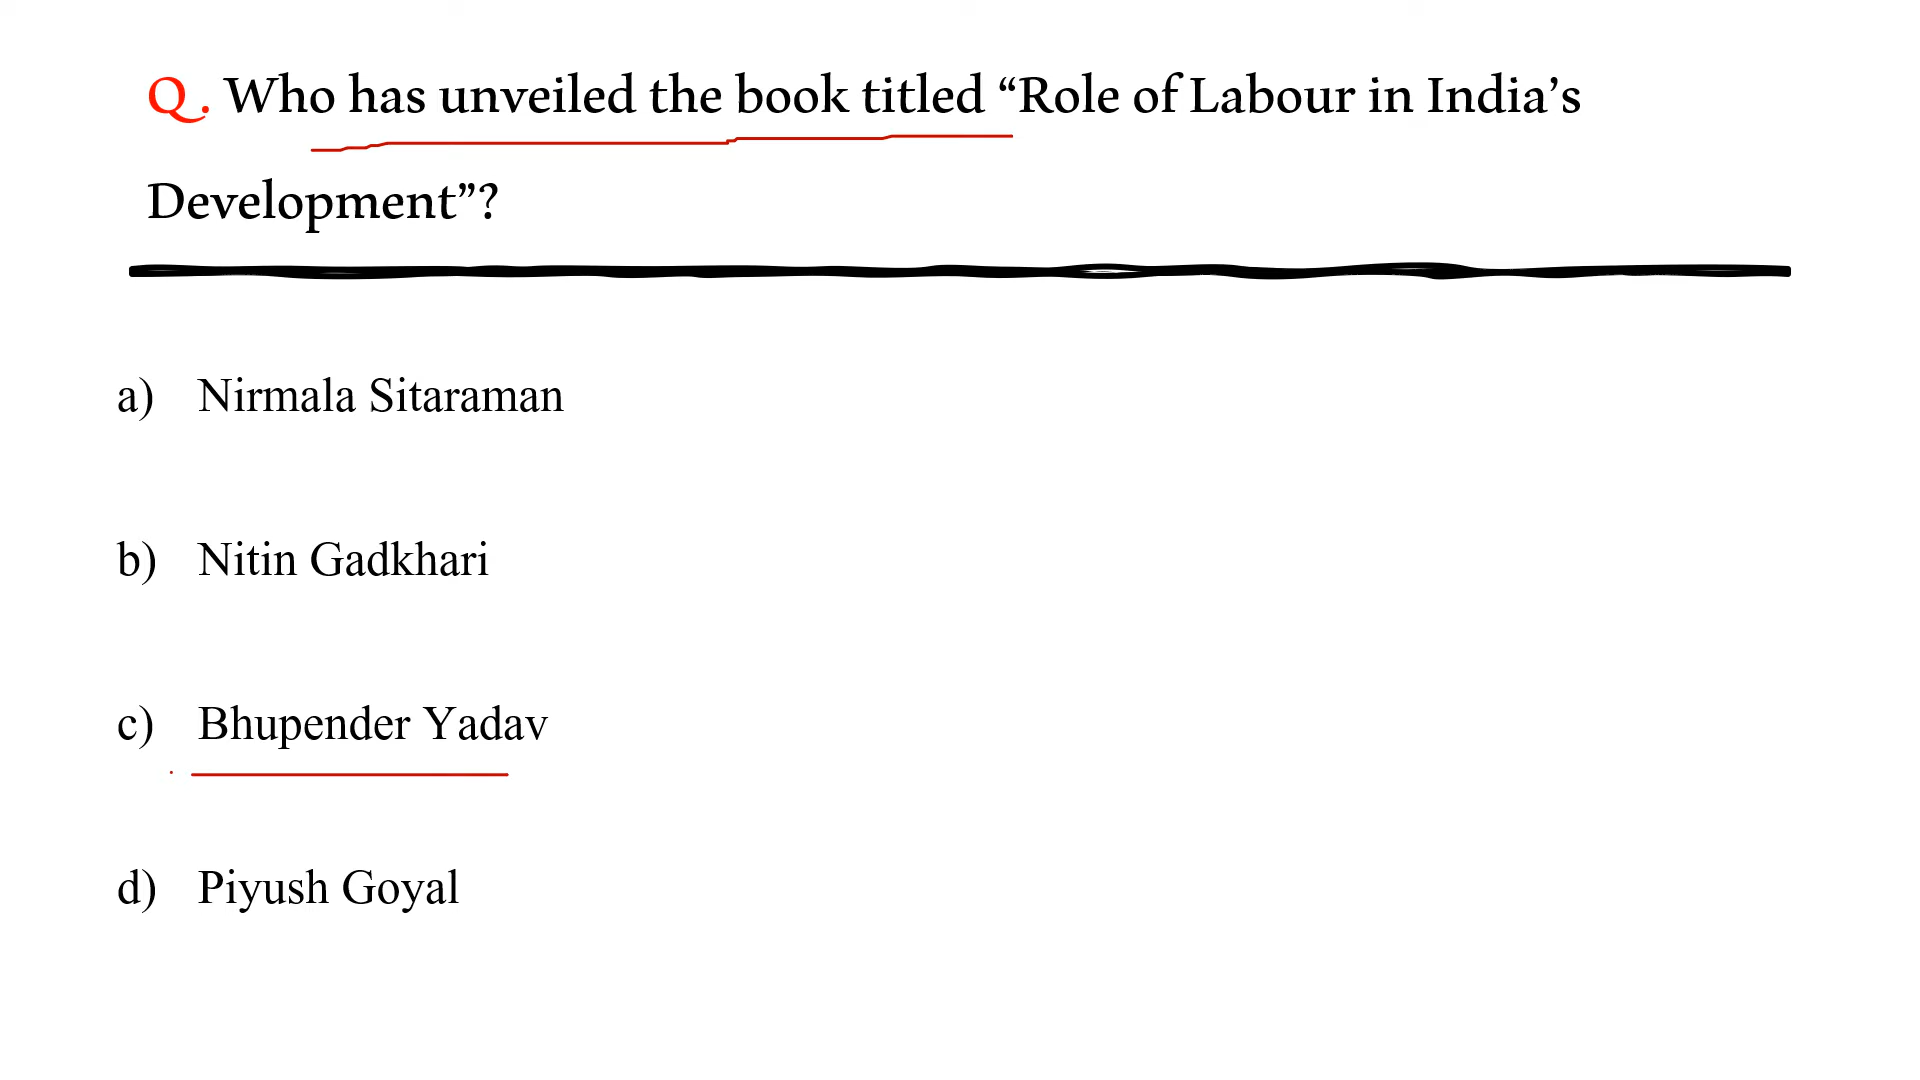 Q. Who has unveiled the book titled “Role of Labour in India’s
Development”?
a) Nirmala Sitaraman
b) Nitin Gadkhari
c) Bhupender Yadav
d) Piyush Goyal